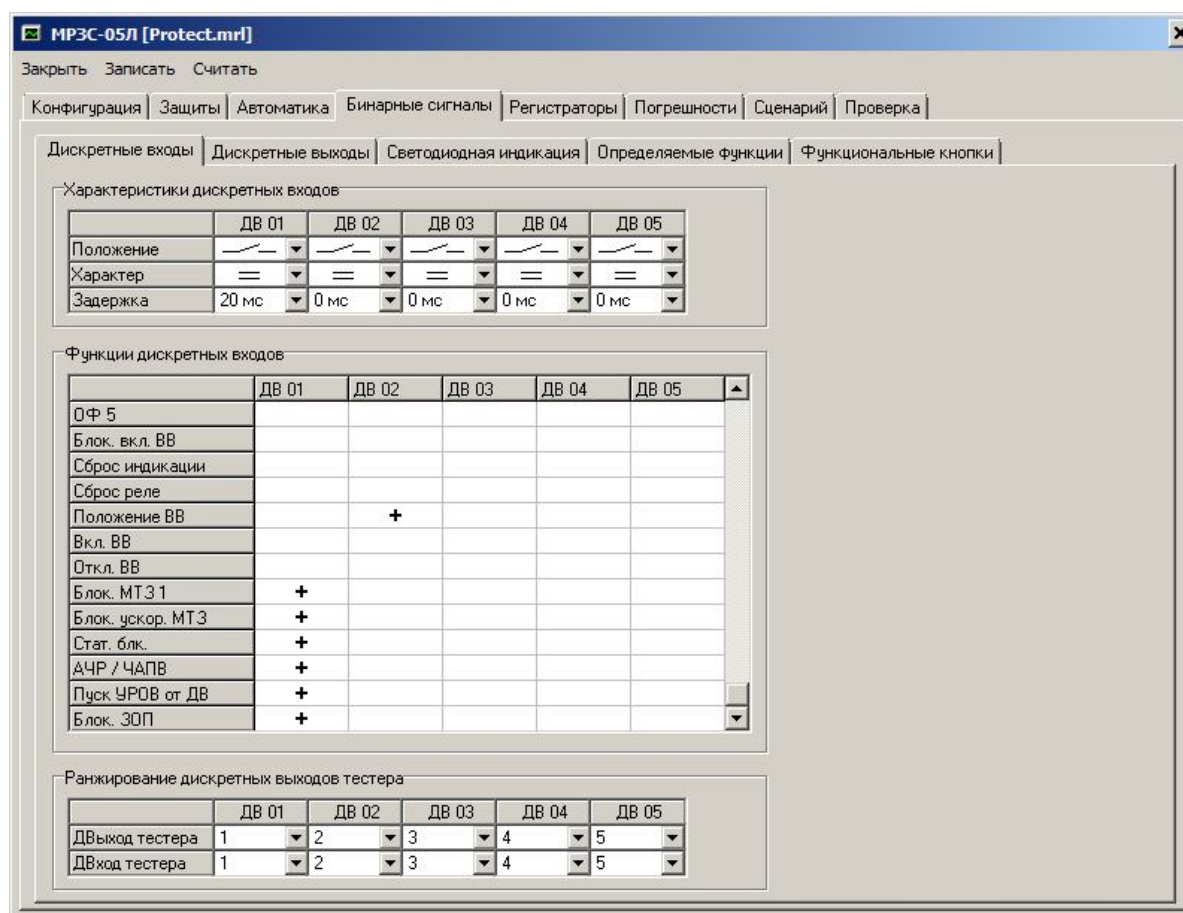 МРЗС-05Л [Protect.mrl]
Закрыть Записать Считать
Конфигурация Защиты Автоматика Бинарные сигналы Регистраторы Погрешности Сценарий Проверка
Дискретные входы Дискретные выходы Светодиодная индикация Определяемые функции Функциональные кнопки
Характеристики дискретных входов
ДВ 01 ДВ 02 ДВ 03 ДВ 04 ДВ 05
Положение
Характер
Задержка 20 мс 0 мс 0 мс 0 мс 0 мс
Функции дискретных входов
ДВ 01 ДВ 02 ДВ 03 ДВ 04 ДВ 05
ОФ 5
Блок. вкл. ВВ
Сброс индикации
Сброс реле
Положение ВВ +
Вкл. ВВ
Откл. ВВ
Блок. МТЗ 1 +
Блок. ускор. МТЗ +
Стат. блк. +
АЧР / ЧАПВ +
Пуск УРОВ от ДВ +
Блок. ЗОП +
Ранжирование дискретных выходов тестера
ДВ 01 ДВ 02 ДВ 03 ДВ 04 ДВ 05
ДВыход тестера 1 2 3 4 5
ДВход тестера 1 2 3 4 5